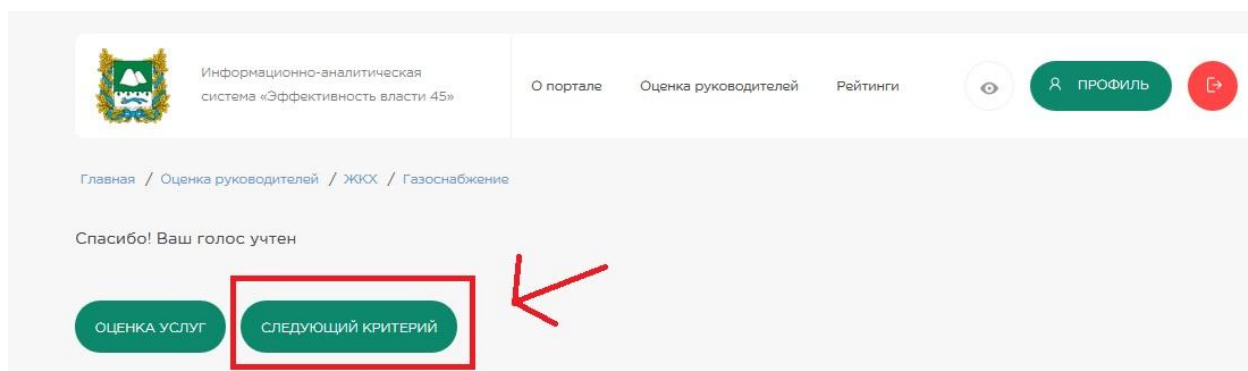 Информационно-аналитическая
система «Эффективность власти 45»
О портале Оценка руководителей Рейтинги ПРОФИЛЬ
Главная / Оценка руководителей / ЖКХ / Газоснабжение
Спасибо! Ваш голос учтен
ОЦЕНКА УСЛУГ СЛЕДУЮЩИЙ КРИТЕРИЙ